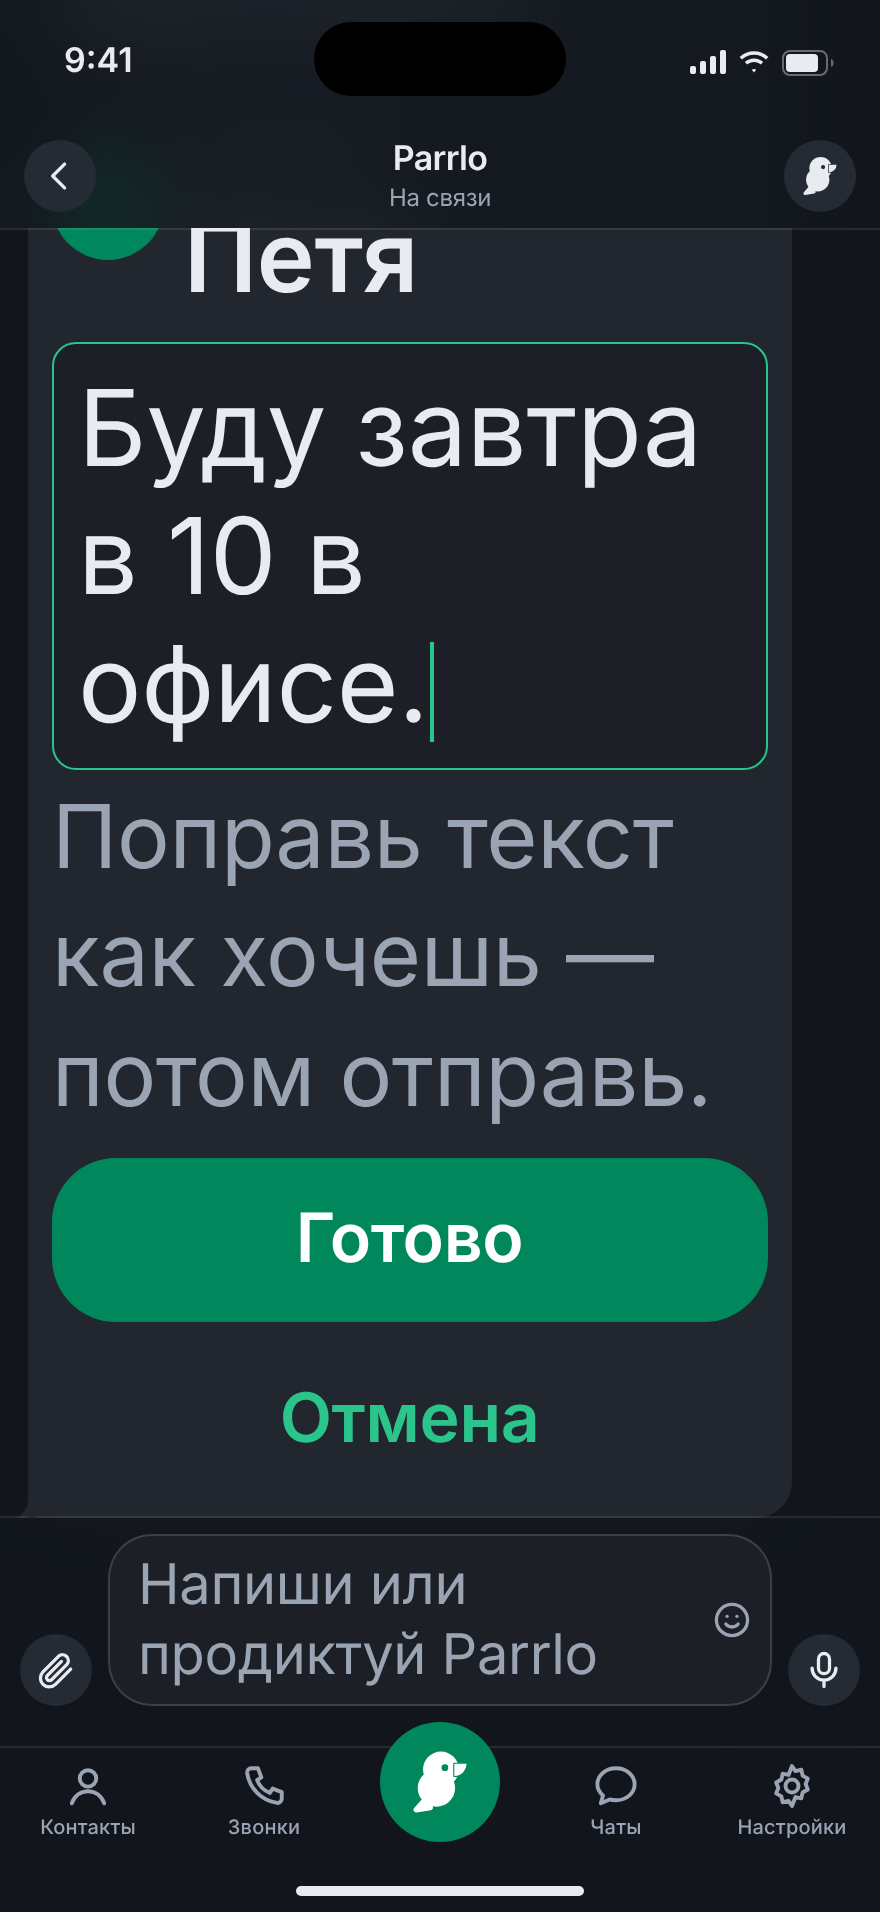 9:41
Parrlo
На связи
Петя
Буду завтра
в 10 в
офисе.
Поправь текст
как хочешь —
потом отправь.
Готово
Отмена
Напиши или
продиктуй Parrlo
Контакты
Звонки
Чаты
Настройки